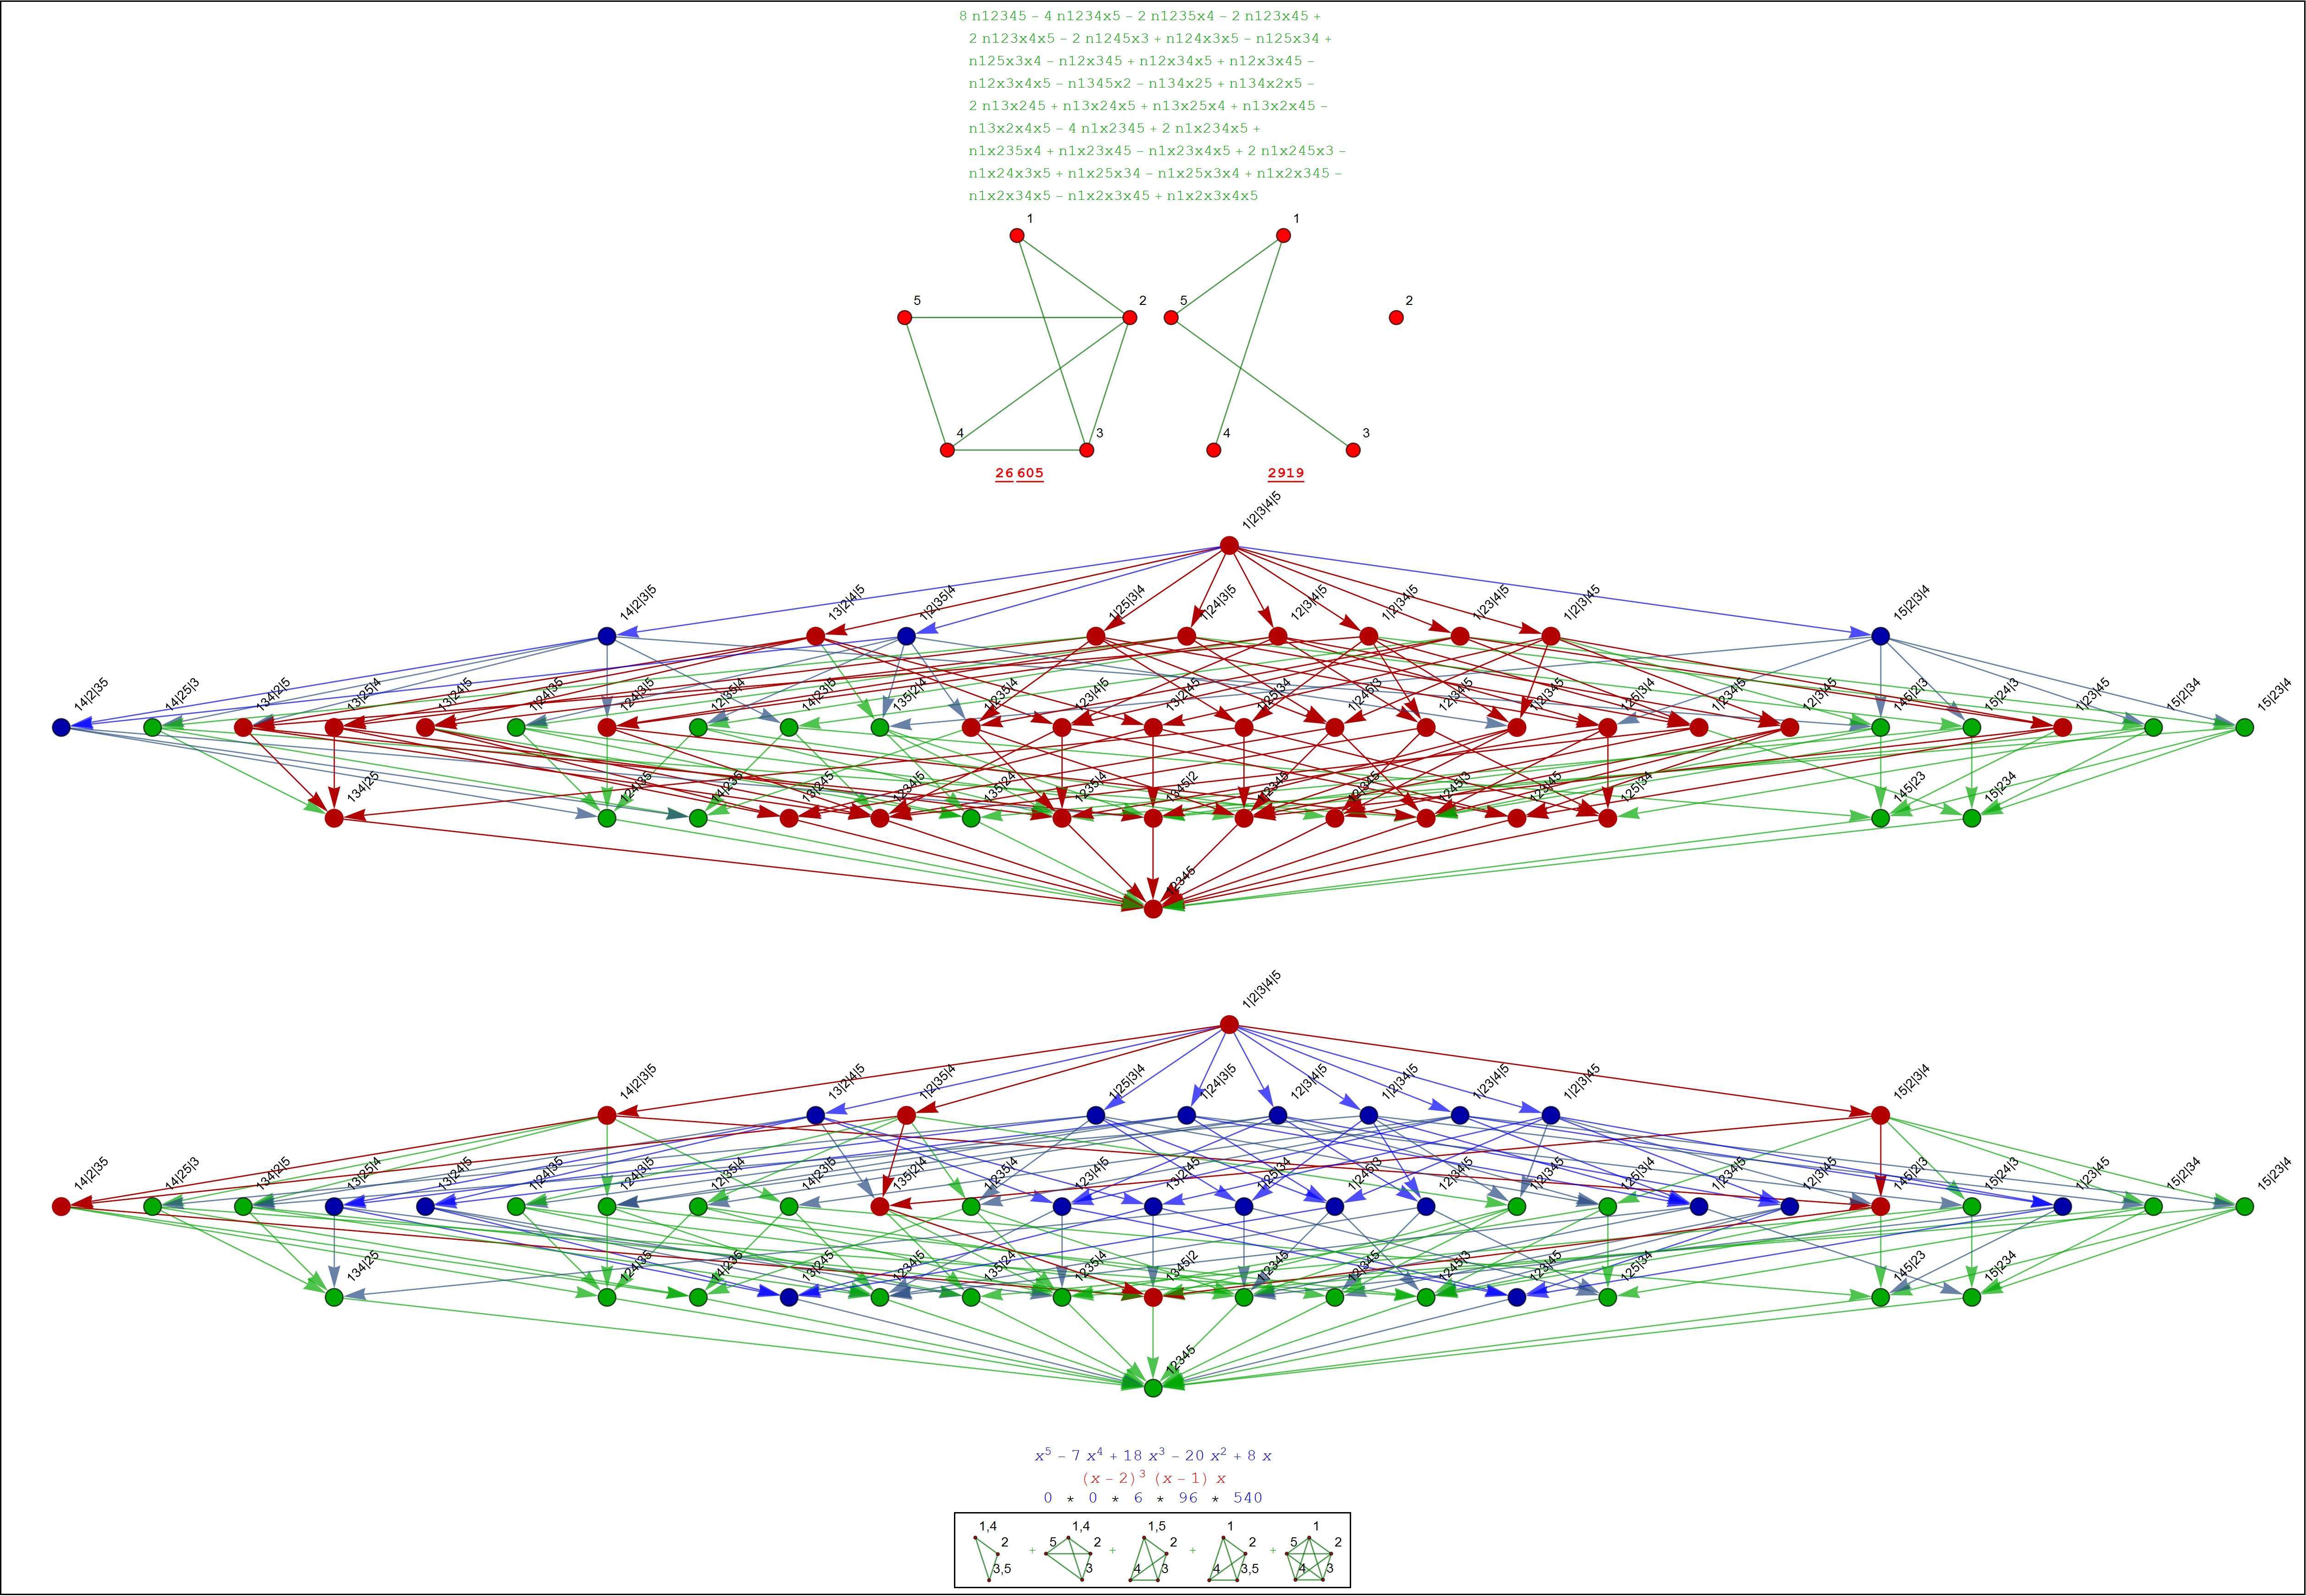 8 n12345 – 4 n1234x5 – 2 n1235x4 – 2 n123x45 +
2 n123x4x5 – 2 n1245x3 + n124x3x5 – n125x34 +
n125x3x4 – n12x345 + n12x34x5 + n12x3x45 –
n12x3x4x5 – n1345x2 – n134x25 + n134x2x5 –
2 n13x245 + n13x24x5 + n13x25x4 + n13x2x45 –
n13x2x4x5 – 4 n1x2345 + 2 n1x234x5 +
n1x235x4 + n1x23x45 – n1x23x4x5 + 2 n1x245x3 –
n1x24x3x5 + n1x25x34 – n1x25x3x4 + n1x2x345 –
n1x2x34x5 – n1x2x3x45 + n1x2x3x4x5
1 1
5 2 5 2
4 3 4 3
26 605 2919
1|2|3|4|5
14|2|3|5 13|2|4|5 1|2|35|4 1|25|3|4 1|24|3|5 12|3|4|5 1|2|34|5 1|23|4|5 1|2|3|45 15|2|3|4
14|2|35 14|25|3 134|2|5 13|25|4 13|24|5 1|24|35 124|3|5 12|35|4 14|23|5 135|2|4 1|235|4 123|4|5 13|2|45 1|25|34 1|245|3 12|34|5 1|2|345 125|3|4 1|234|5 12|3|45 145|2|3 15|24|3 1|23|45 15|2|34 15|23|4
134|25 124|35 14|235 13|245 1234|5 135|24 1235|4 1345|2 1|2345 12|345 1245|3 123|45 125|34 145|23 15|234
12345
1|2|3|4|5
14|2|3|5 13|2|4|5 1|2|35|4 1|25|3|4 1|24|3|5 12|3|4|5 1|2|34|5 1|23|4|5 1|2|3|45 15|2|3|4
14|2|35 14|25|3 134|2|5 13|25|4 13|24|5 1|24|35 124|3|5 12|35|4 14|23|5 135|2|4 1|235|4 123|4|5 13|2|45 1|25|34 1|245|3 12|34|5 1|2|345 125|3|4 1|234|5 12|3|45 145|2|3 15|24|3 1|23|45 15|2|34 15|23|4
134|25 124|35 14|235 13|245 1234|5 135|24 1235|4 1345|2 1|2345 12|345 1245|3 123|45 125|34 145|23 15|234
12345
x⁵ – 7 x⁴ + 18 x³ – 20 x² + 8 x
(x – 2)³ (x – 1) x
0 * 0 * 6 * 96 * 540
1,4 1,4 1,5 1 1
2 + 5 2 + 2 + 2 + 5 2
3,5 3 4 3 4 3,5 4 3